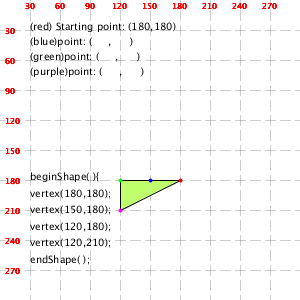 30 60 90 120 150 180 210 240 270
30
(red) Starting point: (180,180)
(blue)point: ( , )
(green)point: ( , )
60
(purple)point: ( , )
90
120
150
beginShape( ){
180
vertex(180,180);
vertex(150,180);
210
vertex(120,180);
240
vertex(120,210);
endShape( );
270